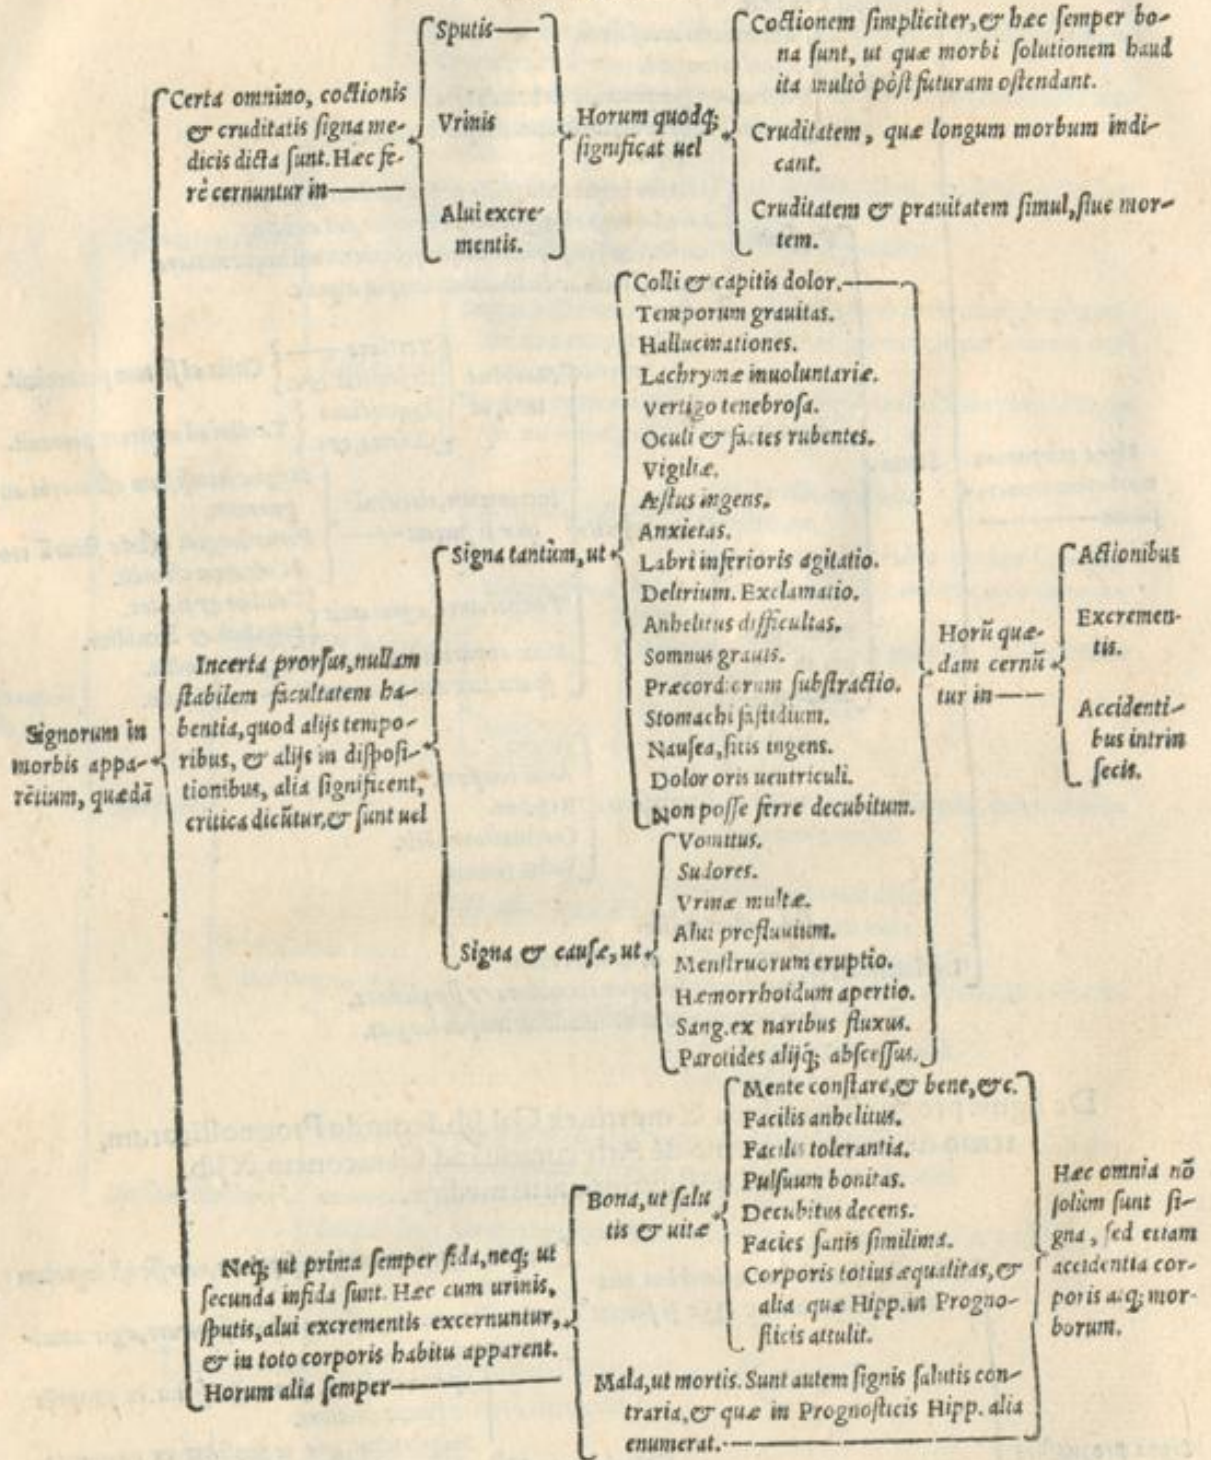 Signorum in
morbis appa-
rētium, quædā
Certa omnino, coctionis
& cruditatis signa me-
dicis dicta sunt. Hæc fe-
rè cernuntur in
Sputis
Vrinis
Alui excre-
mentis.
Horum quodq;
significat uel
Coctionem simpliciter, & hæc semper bo-
na sunt, ut quæ morbi solutionem haud
ita multò pòst futuram ostendant.
Cruditatem, quæ longum morbum indi-
cant.
Cruditatem & prauitatem simul, siue mor-
tem.
Incerta prorsus, nullam
stabilem facultatem ha-
bentia, quod alijs tempo-
ribus, & alijs in disposi-
tionibus, alia significent,
critica dicūtur, & sunt uel
Signa tantùm, ut
Colli & capitis dolor.
Temporum grauitas.
Hallucinationes.
Lachrymæ inuoluntariæ.
Vertigo tenebrosa.
Oculi & facies rubentes.
Vigiliæ.
Æstus ingens.
Anxietas.
Labri inferioris agitatio.
Delirium. Exclamatio.
Anhelitus difficultas.
Somnus grauis.
Præcordiorum substractio.
Stomachi fastidium.
Nausea, sitis ingens.
Dolor oris uentriculi.
Non posse ferre decubitum.
Signa & causæ, ut
Vomitus.
Sudores.
Vrinæ multæ.
Alui profluuium.
Menstruorum eruptio.
Hæmorrhoidum apertio.
Sang. ex naribus fluxus.
Parotides alijq; abscessus.
Horū quæ-
dam cernū
tur in
Actionibus
Excremen-
tis.
Accidenti-
bus intrin
secis.
Neq; ut prima semper fida, neq; ut
secunda infida sunt. Hæc cum urinis,
sputis, alui excrementis excernuntur,
& in toto corporis habitu apparent.
Horum alia semper
Bona, ut salu
tis & uitæ
Mente constare, & bene, &c.
Facilis anhelitus.
Facilis tolerantia.
Pulsuum bonitas.
Decubitus decens.
Facies sanis similima.
Corporis totius æqualitas, &
alia quæ Hipp. in Progno-
sticis attulit.
Mala, ut mortis. Sunt autem signis salutis con-
traria, & quæ in Prognosticis Hipp. alia
enumerat.
Hæc omnia nō
solùm sunt si-
gna, sed etiam
accidentia cor-
poris atq; mor-
borum.